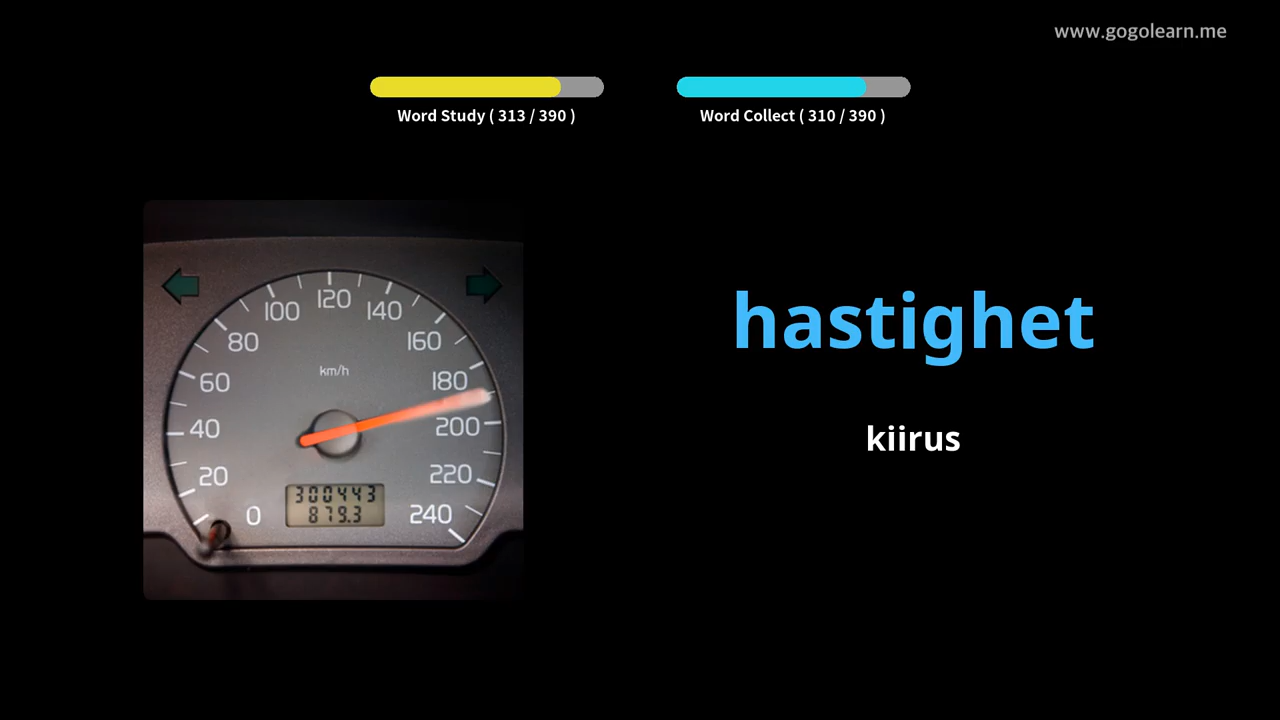 www.gogolearn.me
Word Study ( 313 / 390 )
Word Collect ( 310 / 390 )
120
100
140
80
160
km/h
60
180
40
200
20
220
300443
0
879.3
240
hastighet
kiirus